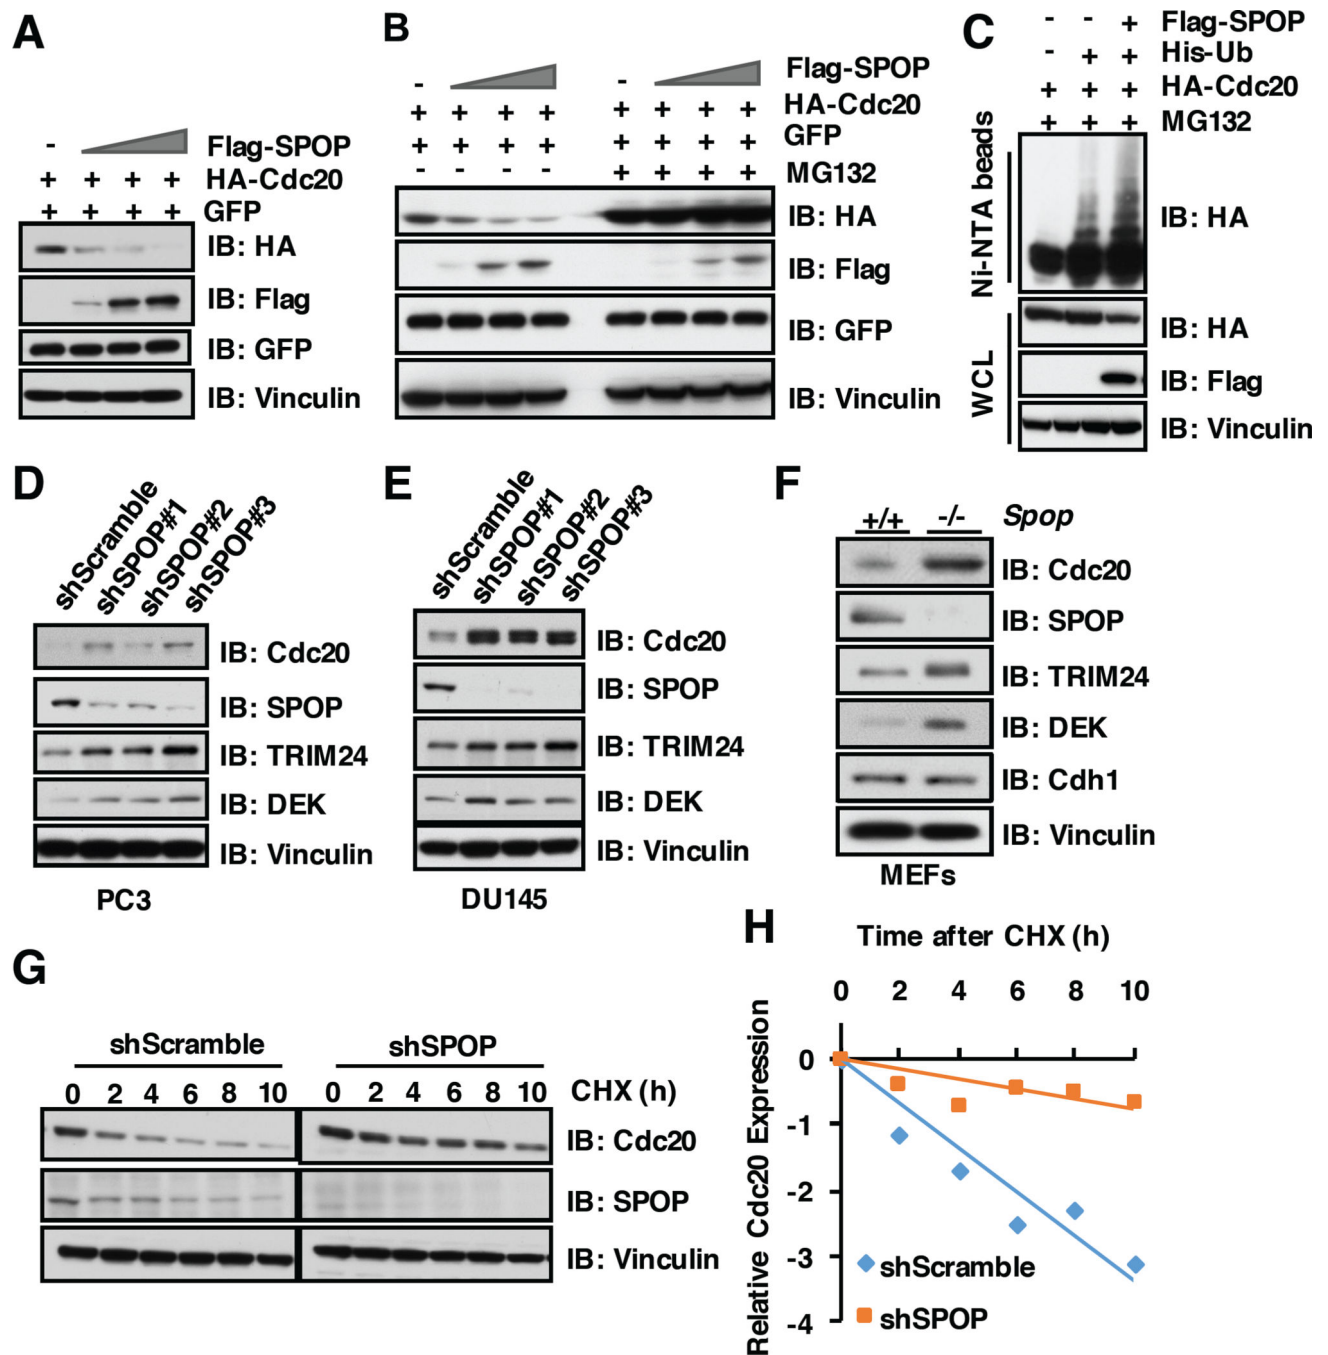 A
- Flag-SPOP
+ + + + HA-Cdc20
+ + + + GFP
IB: HA
IB: Flag
IB: GFP
IB: Vinculin
B
- - Flag-SPOP
+ + + + + + + + HA-Cdc20
+ + + + + + + + GFP
- - - - + + + + MG132
IB: HA
IB: Flag
IB: GFP
IB: Vinculin
C
- - + Flag-SPOP
- + + His-Ub
+ + + HA-Cdc20
+ + + MG132
Ni-NTA beads
IB: HA
WCL
IB: HA
IB: Flag
IB: Vinculin
D
shScramble
shSPOP#1
shSPOP#2
shSPOP#3
IB: Cdc20
IB: SPOP
IB: TRIM24
IB: DEK
IB: Vinculin
PC3
E
shScramble
shSPOP#1
shSPOP#2
shSPOP#3
IB: Cdc20
IB: SPOP
IB: TRIM24
IB: DEK
IB: Vinculin
DU145
F
+/+ -/- Spop
IB: Cdc20
IB: SPOP
IB: TRIM24
IB: DEK
IB: Cdh1
IB: Vinculin
MEFs
G
shScramble shSPOP
0 2 4 6 8 10 0 2 4 6 8 10 CHX (h)
IB: Cdc20
IB: SPOP
IB: Vinculin
H
Time after CHX (h)
0 2 4 6 8 10
Relative Cdc20 Expression
0
-1
-2
-3
-4
shScramble
shSPOP